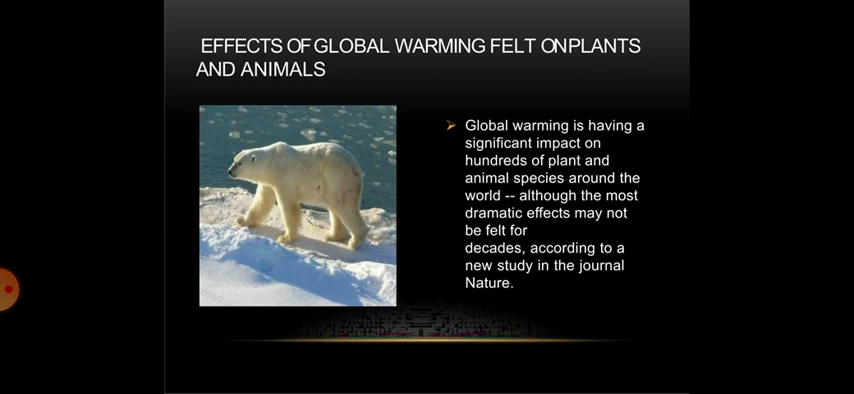 EFFECTS OF GLOBAL WARMING FELT ON PLANTS
AND ANIMALS
➤ Global warming is having a
significant impact on
hundreds of plant and
animal species around the
world -- although the most
dramatic effects may not
be felt for
decades, according to a
new study in the journal
Nature.